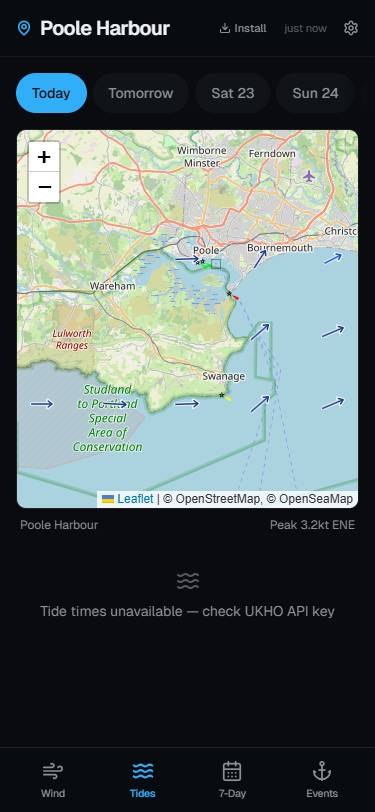 Poole Harbour
Install
just now
Today
Tomorrow
Sat 23
Sun 24
+
−
Wimborne
Minster
Ferndown
Poole
Bournemouth
Christc
Wareham
Lulworth
Ranges
Swanage
Studland
to Portland
Special
Area of
Conservation
Leaflet | © OpenStreetMap, © OpenSeaMap
Poole Harbour
Peak 3.2kt ENE
Tide times unavailable — check UKHO API key
Wind
Tides
7-Day
Events